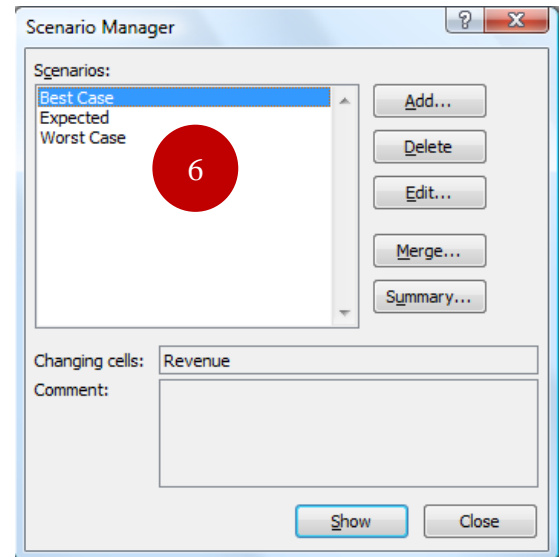 Scenario Manager
?
X
Scenarios:
Best Case
Expected
Worst Case
6
Add...
Delete
Edit...
Merge...
Summary...
Changing cells: Revenue
Comment:
Show
Close